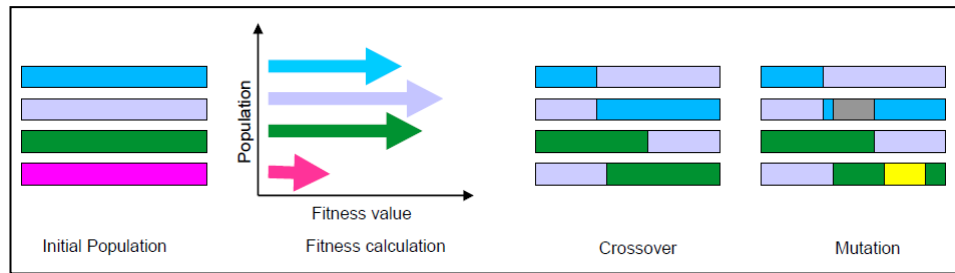 Population
Fitness value
Initial Population
Fitness calculation
Crossover
Mutation